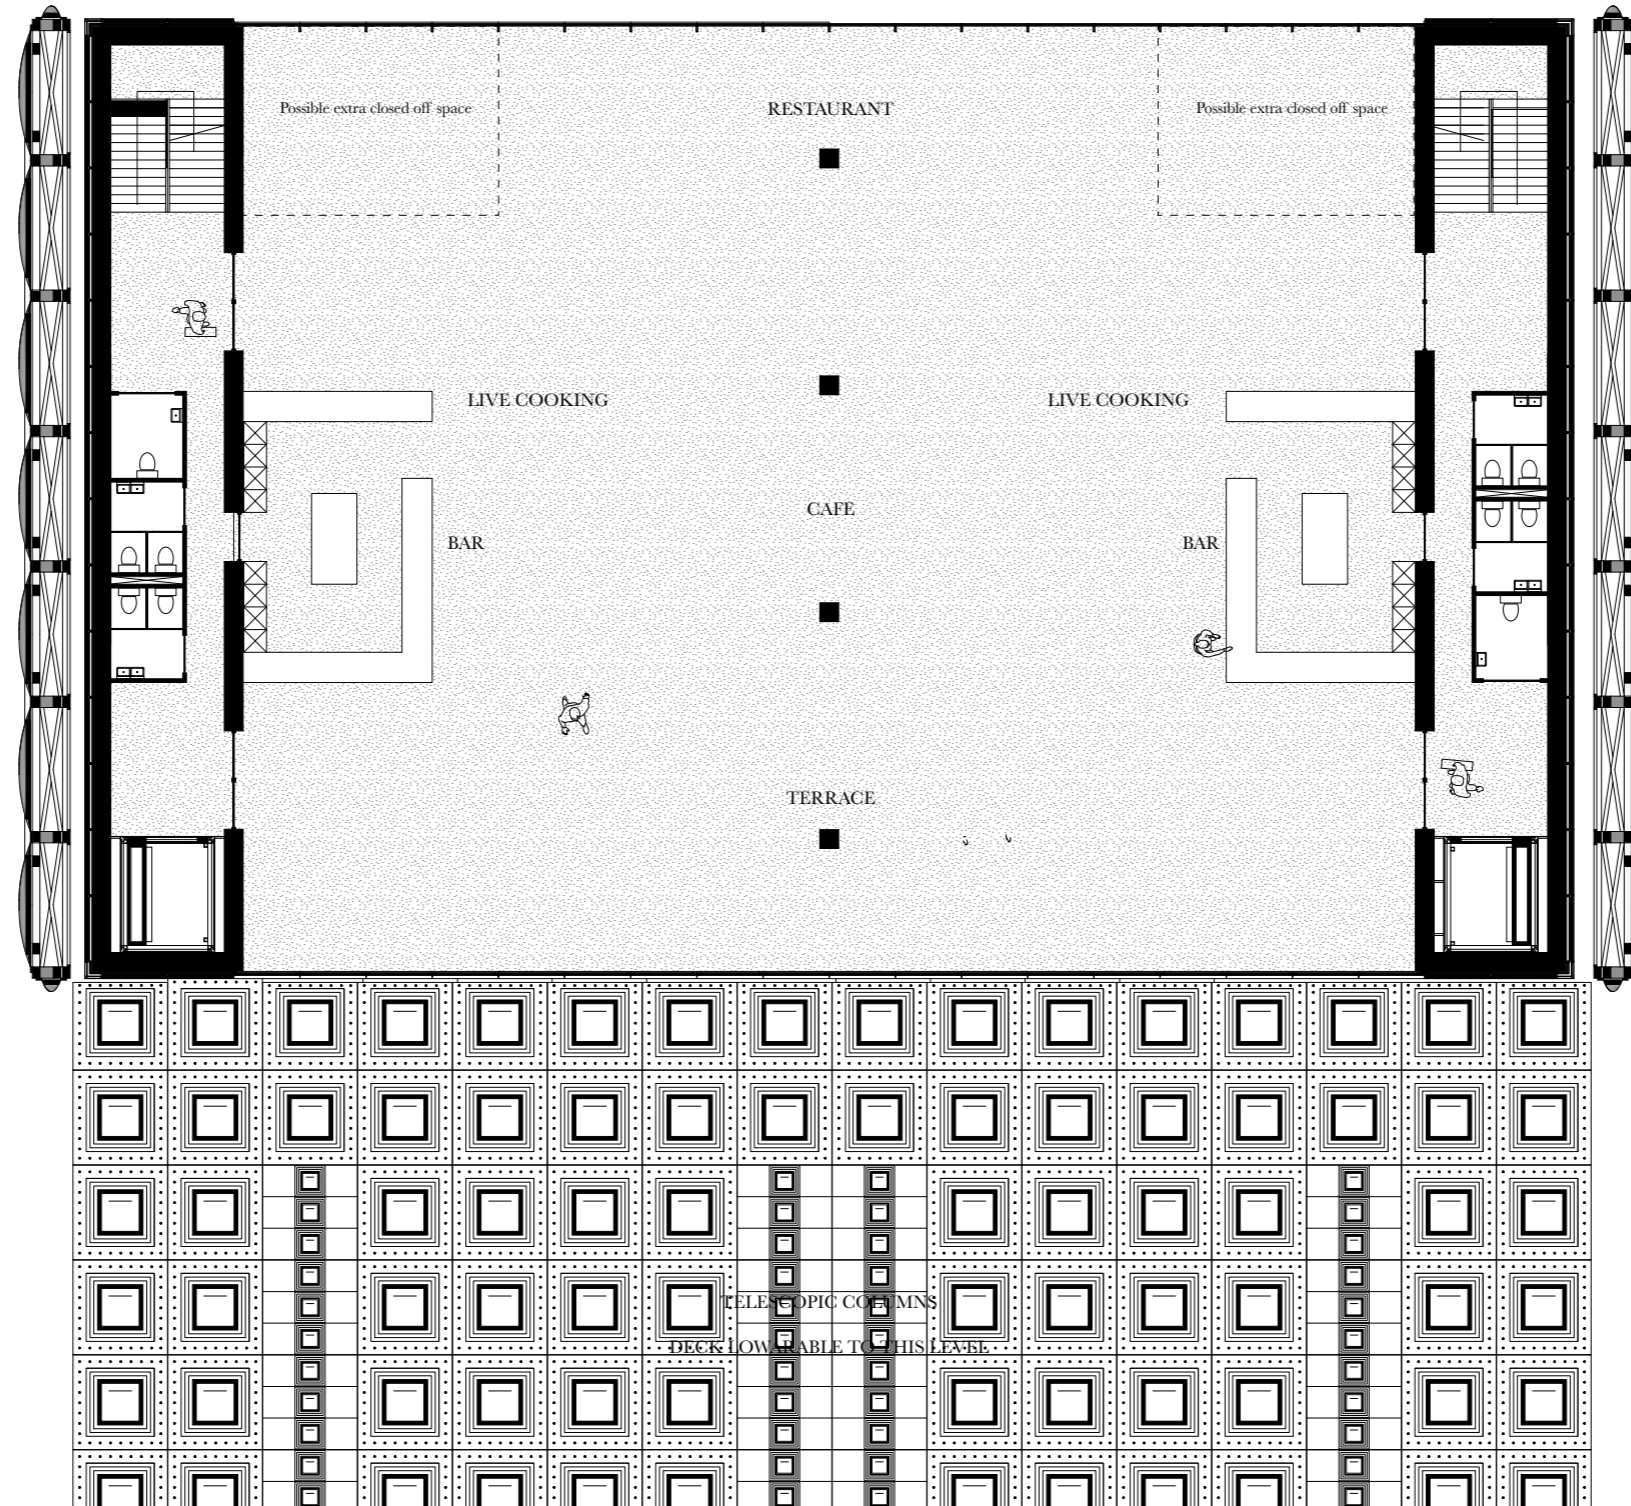 Possible extra closed off space
RESTAURANT
Possible extra closed off space
LIVE COOKING
LIVE COOKING
CAFE
BAR
BAR
TERRACE
TELESCOPIC COLUMNS
DECK LOWARABLE TO THIS LEVEL